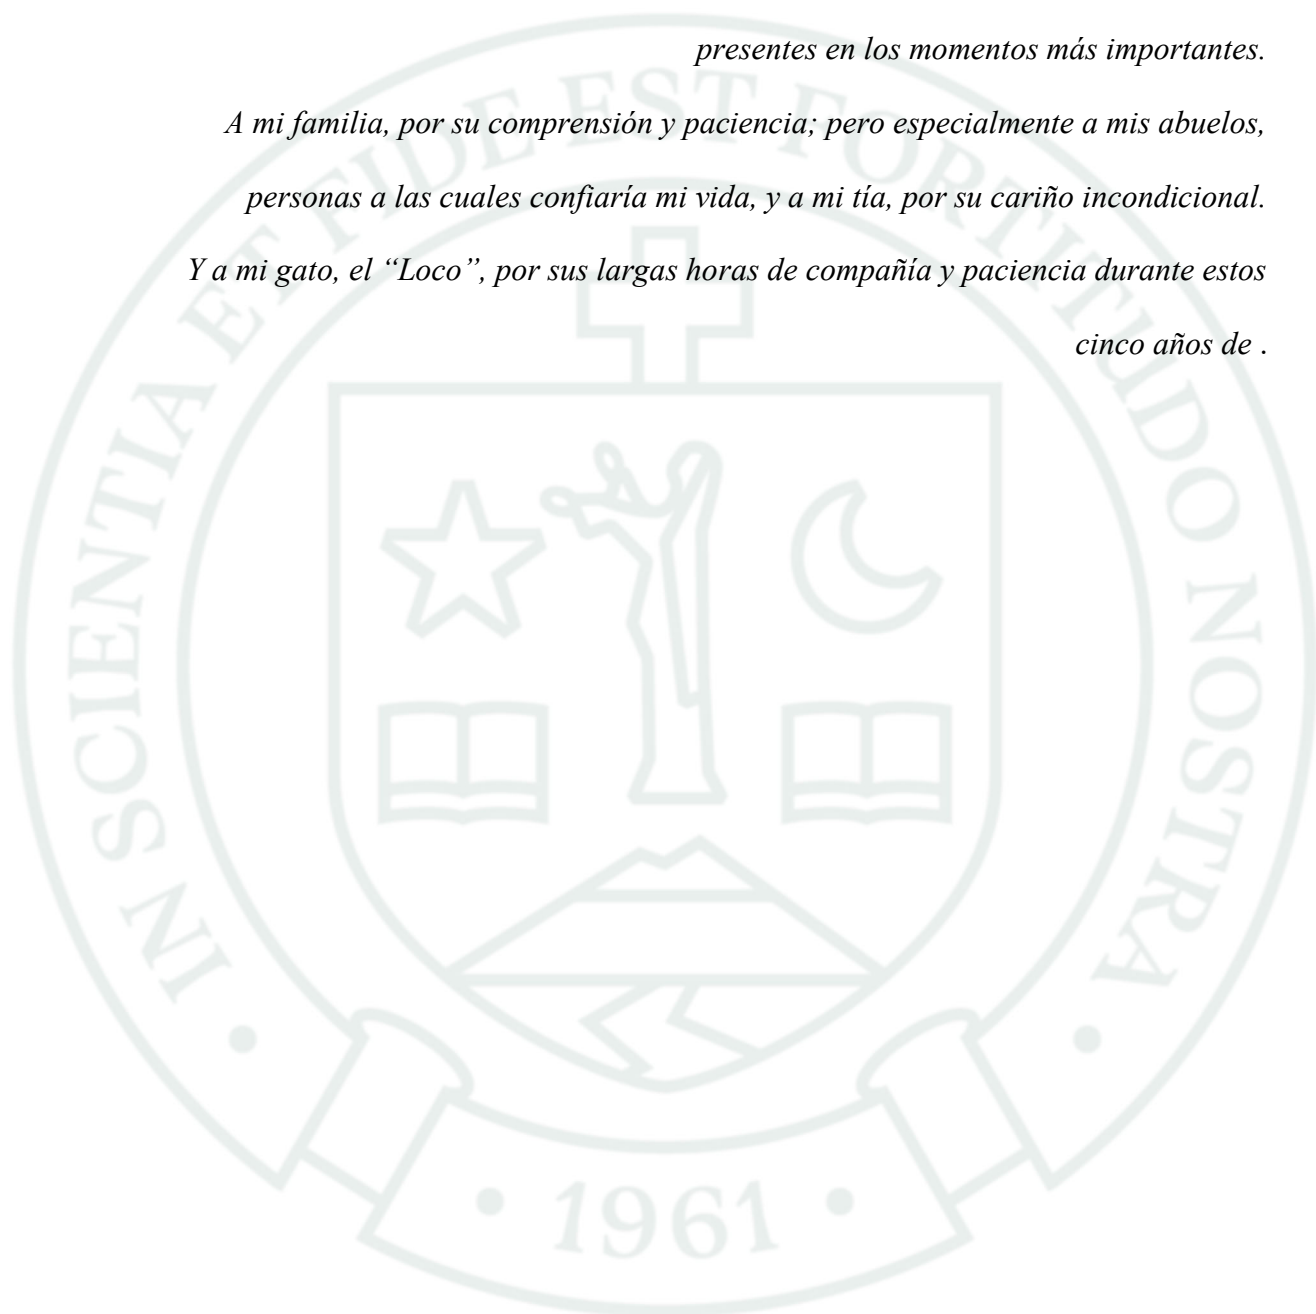 presentes en los momentos más importantes.
A mi familia, por su comprensión y paciencia; pero especialmente a mis abuelos,
personas a las cuales confiaría mi vida, y a mi tía, por su cariño incondicional.
Y a mi gato, el “Loco”, por sus largas horas de compañía y paciencia durante estos
cinco años de .
IN SCIENTIA ET FIDE EST FORTITUDO NOSTRA
• 1961 •